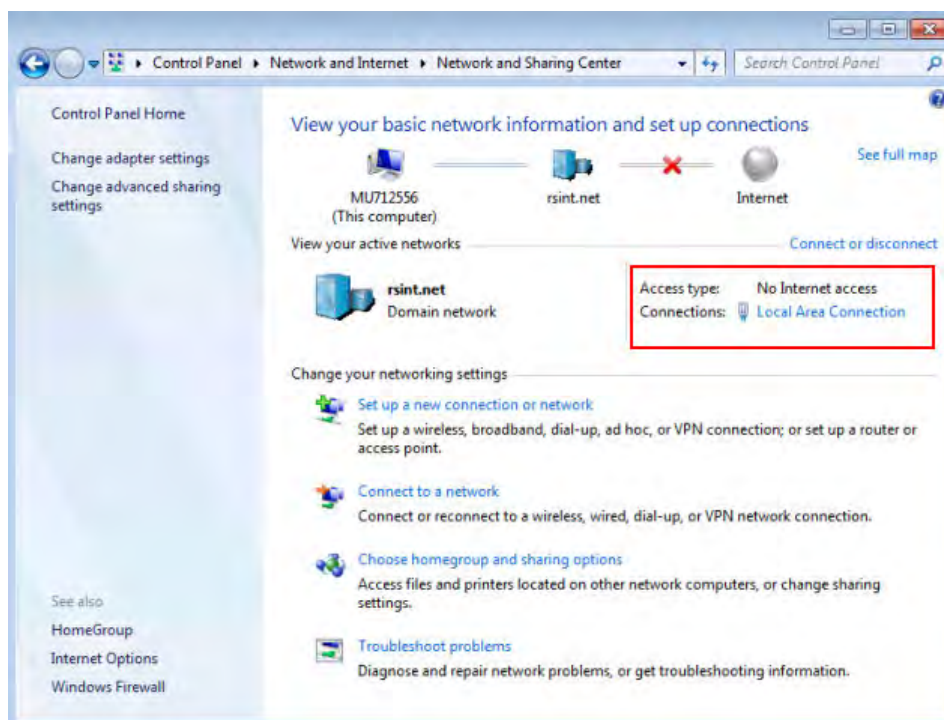 Control Panel ▸ Network and Internet ▸ Network and Sharing Center
Search Control Panel
Control Panel Home
Change adapter settings
Change advanced sharing
settings
See also
HomeGroup
Internet Options
Windows Firewall
View your basic network information and set up connections
See full map
MU712556
(This computer)
rsint.net
Internet
View your active networks
Connect or disconnect
rsint.net
Domain network
Access type: No Internet access
Connections: Local Area Connection
Change your networking settings
Set up a new connection or network
Set up a wireless, broadband, dial-up, ad hoc, or VPN connection; or set up a router or
access point.
Connect to a network
Connect or reconnect to a wireless, wired, dial-up, or VPN network connection.
Choose homegroup and sharing options
Access files and printers located on other network computers, or change sharing
settings.
Troubleshoot problems
Diagnose and repair network problems, or get troubleshooting information.